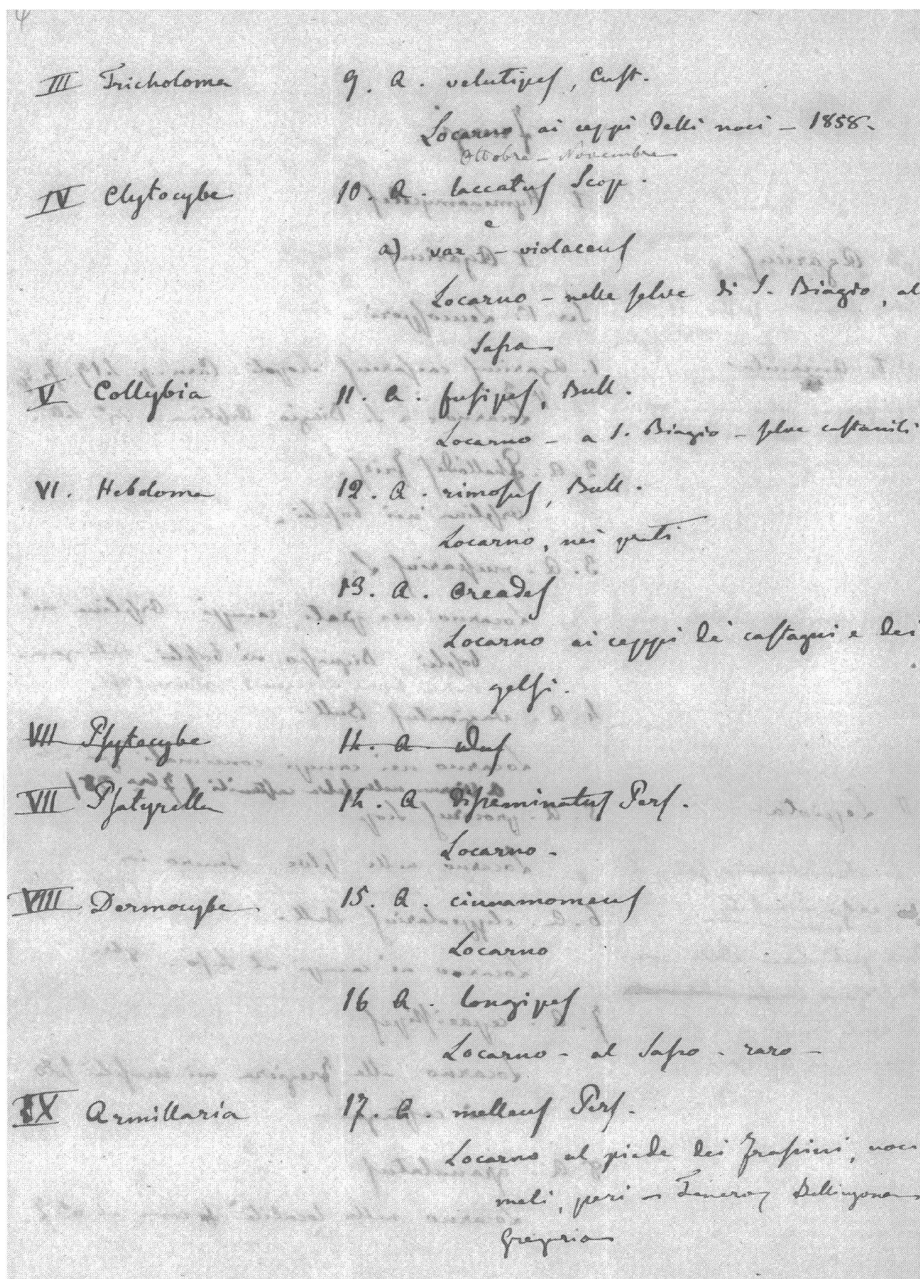 4
III Tricholoma 9. A. velutipes, Curt.
Locarno ai ceppi delli noci - 1858.
Ottobre - Novembre
IV Clytocybe 10. A. laccatus Scop.
a) var. violaceus
Locarno - nelle selve di S. Biagio, al
Sasso
V Collybia 11. A. fusipes, Bull.
Locarno - a S. Biagio - selve castanili
VI. Hebdoma 12. A. rimosus, Bull.
Locarno, nei prati
13. A. oreades
Locarno ai ceppi de' castagni e dei
gelsi.
VII Psytocybe 14. A udus
VII Psatyrella 14. A disseminatus Pers.
Locarno.
VIII Dermocybe 15. A. cinnamomeus
Locarno
16 A. longipes
Locarno - al Sasso - raro -
IX Armillaria 17. A. melleus Pers.
Locarno al piede dei frassini, noci
meli, peri - Tenero, Bellinzona